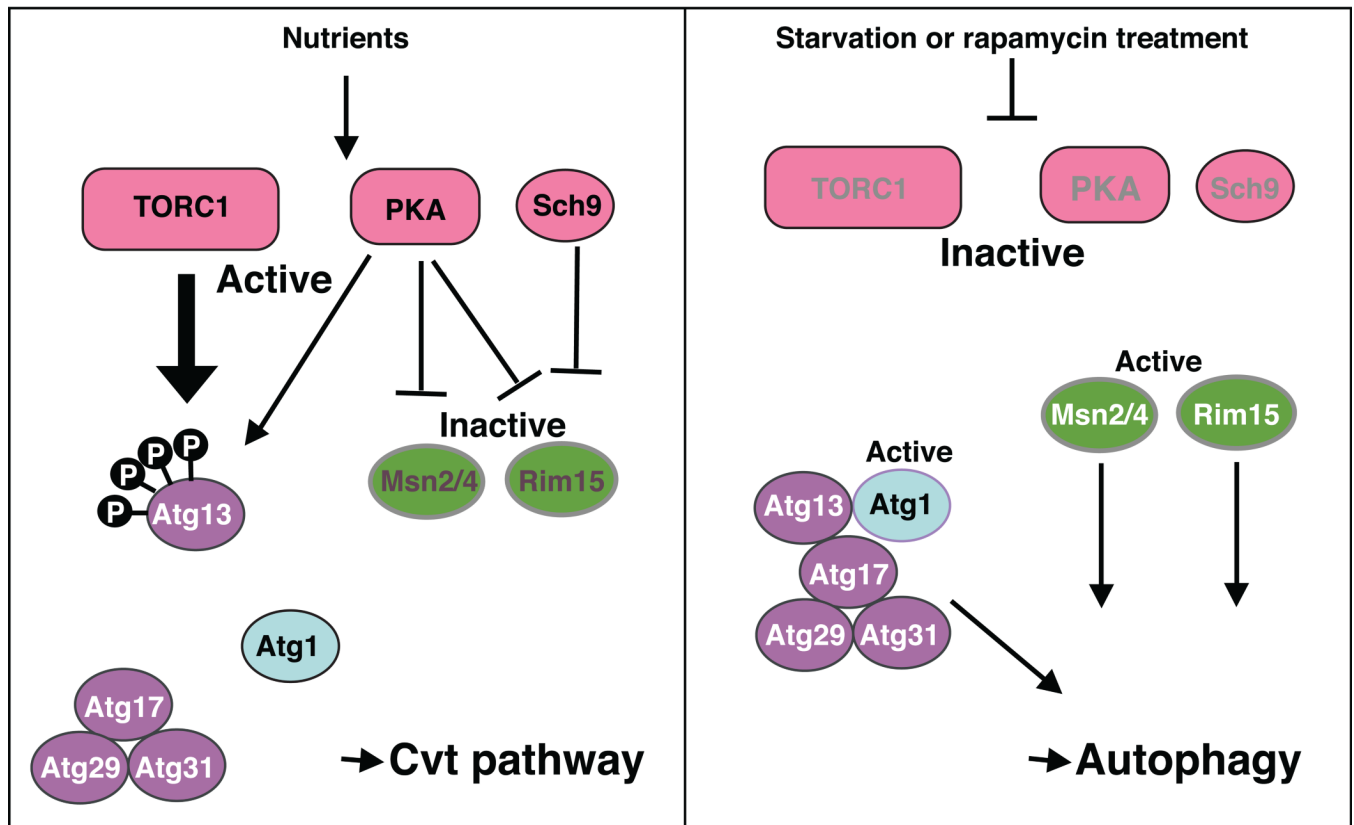 Nutrients
TORC1
PKA
Sch9
Active
Inactive
Msn2/4
Rim15
P
P
P
P
Atg13
Atg1
Atg17
Atg29
Atg31
Cvt pathway
Starvation or rapamycin treatment
TORC1
PKA
Sch9
Inactive
Active
Msn2/4
Rim15
Active
Atg13
Atg1
Atg17
Atg29
Atg31
Autophagy